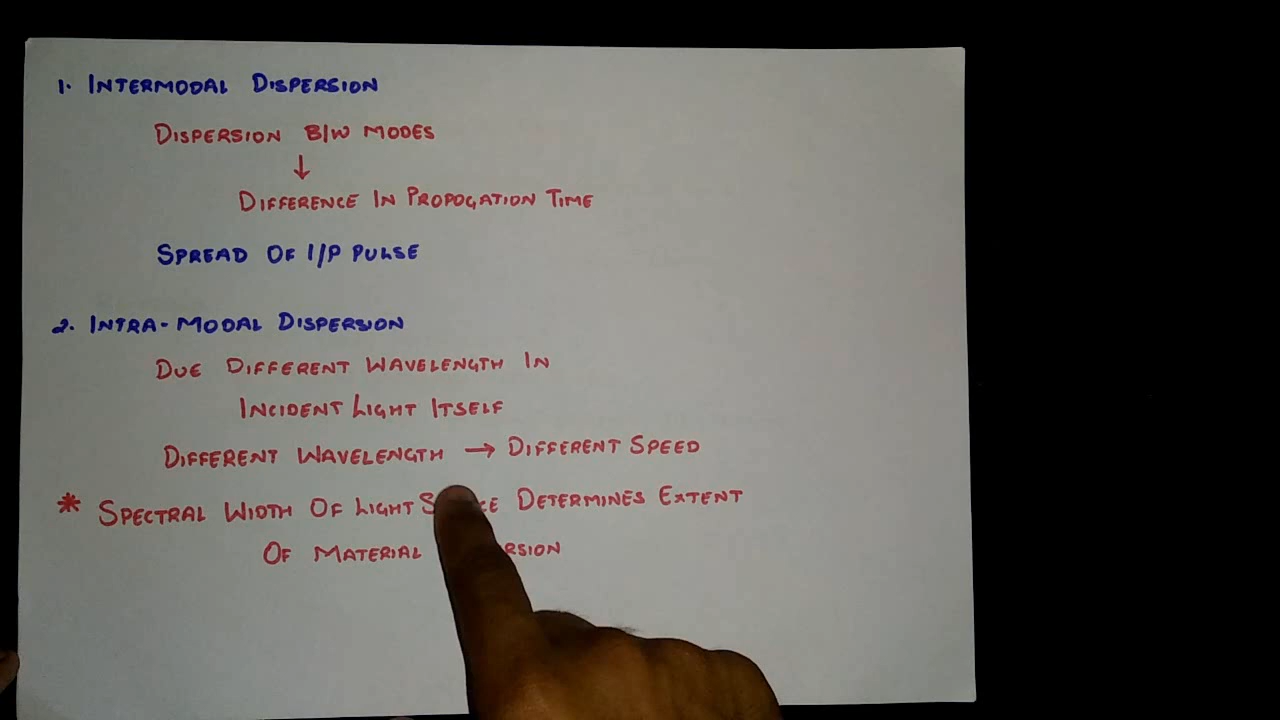 1. INTERMODAL DISPERSION
DISPERSION B/W MODES
↓
DIFFERENCE IN PROPOGATION TIME
SPREAD OF I/P PULSE
2. INTRA-MODAL DISPERSION
DUE DIFFERENT WAVELENGTH IN
INCIDENT LIGHT ITSELF
DIFFERENT WAVELENGTH → DIFFERENT SPEED
* SPECTRAL WIDTH OF LIGHT DETERMINES EXTENT
OF MATERIAL